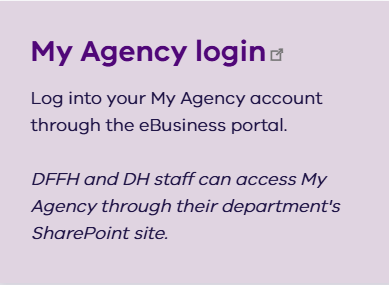 My Agency login
Log into your My Agency account
through the eBusiness portal.
DFFH and DH staff can access My
Agency through their department's
SharePoint site.